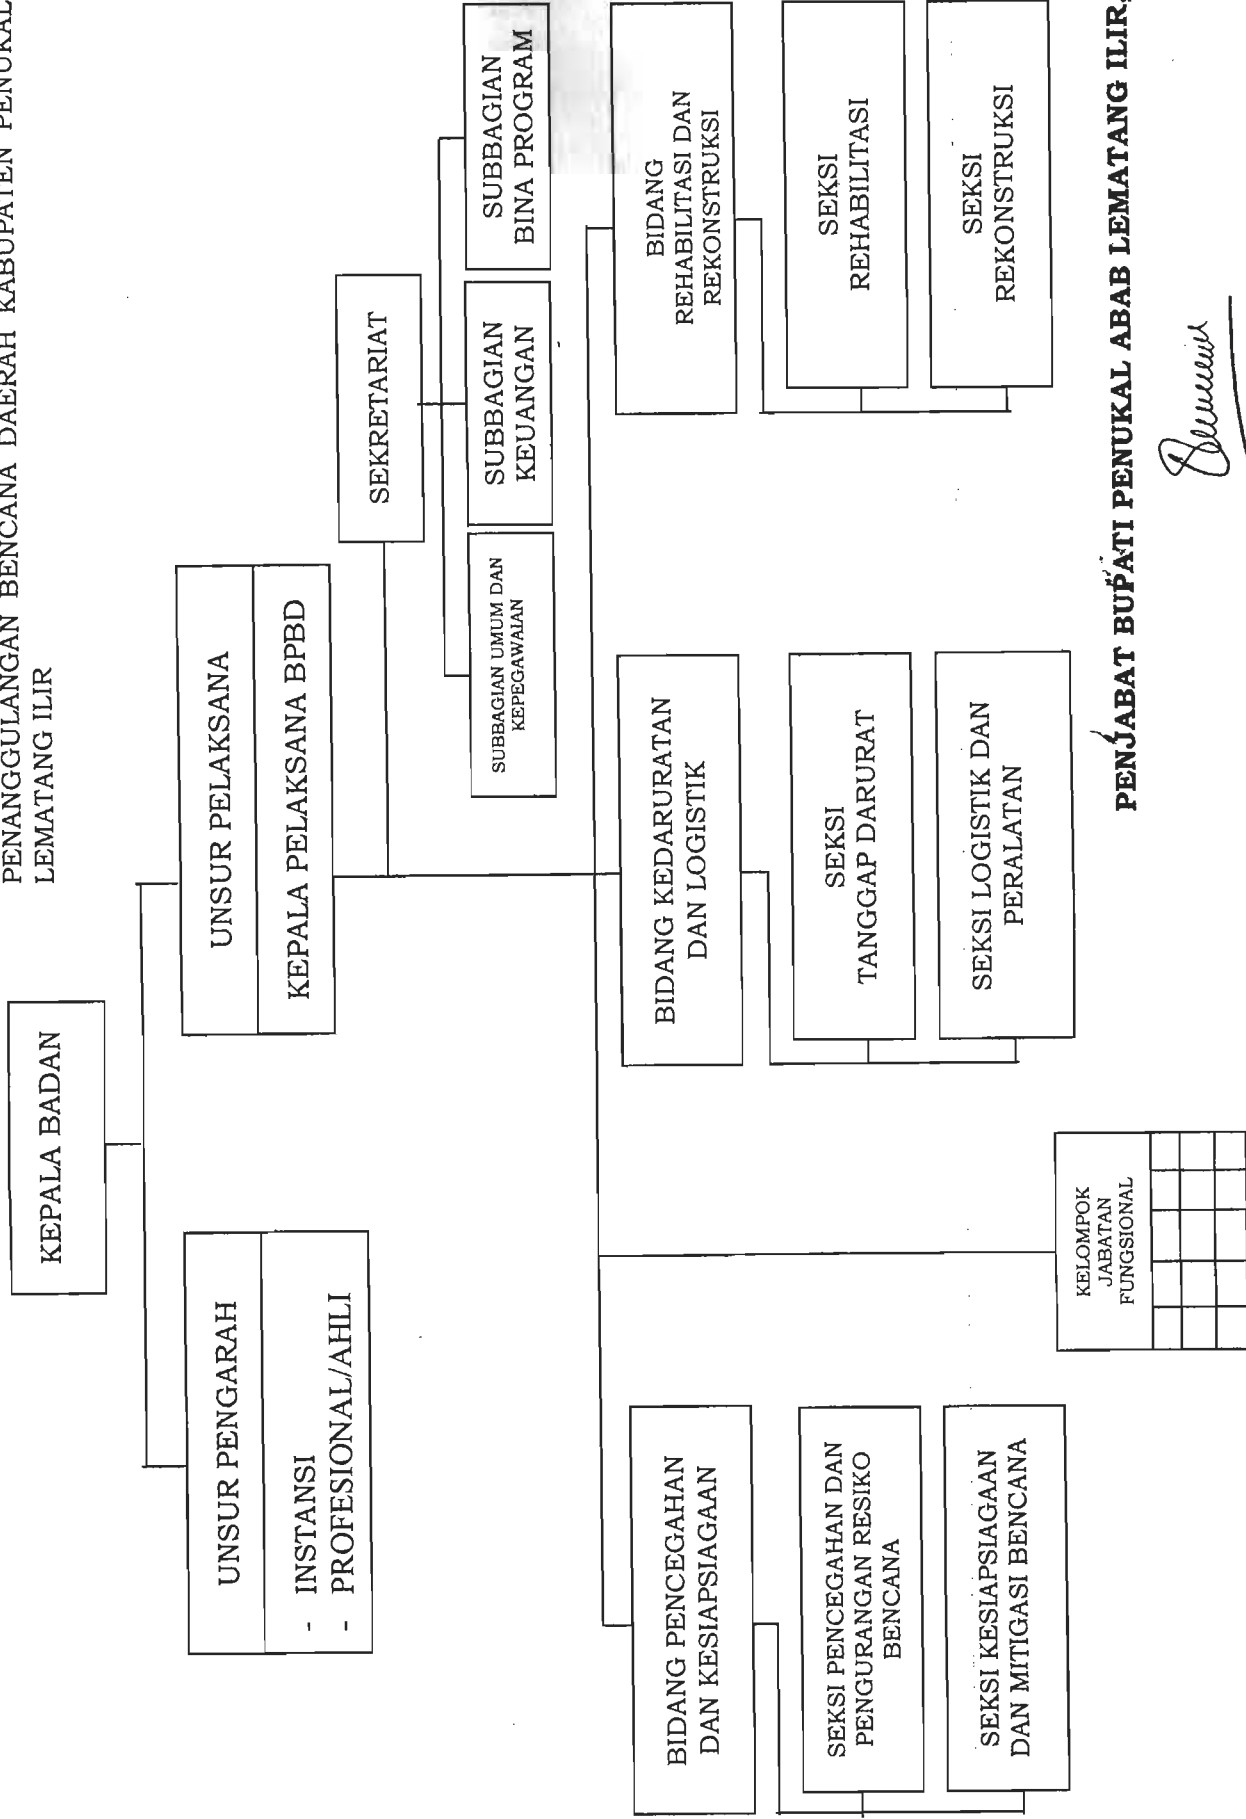 PENANGGULANGAN BENCANA DAERAH KABUPATEN PENUKAL
LEMATANG ILIR
KEPALA BADAN
UNSUR PENGARAH
- INSTANSI
- PROFESIONAL/AHLI
UNSUR PELAKSANA
KEPALA PELAKSANA BPBD
SEKRETARIAT
SUBBAGIAN UMUM DAN
KEPEGAWAIAN
SUBBAGIAN
KEUANGAN
SUBBAGIAN
BINA PROGRAM
BIDANG PENCEGAHAN
DAN KESIAPSIAGAAN
SEKSI PENCEGAHAN DAN
PENGURANGAN RESIKO
BENCANA
SEKSI KESIAPSIAGAAN
DAN MITIGASI BENCANA
BIDANG KEDARURATAN
DAN LOGISTIK
SEKSI
TANGGAP DARURAT
SEKSI LOGISTIK DAN
PERALATAN
BIDANG
REHABILITASI DAN
REKONSTRUKSI
SEKSI
REHABILITASI
SEKSI
REKONSTRUKSI
KELOMPOK
JABATAN
FUNGSIONAL
PENJABAT BUPATI PENUKAL ABAB LEMATANG ILIR,